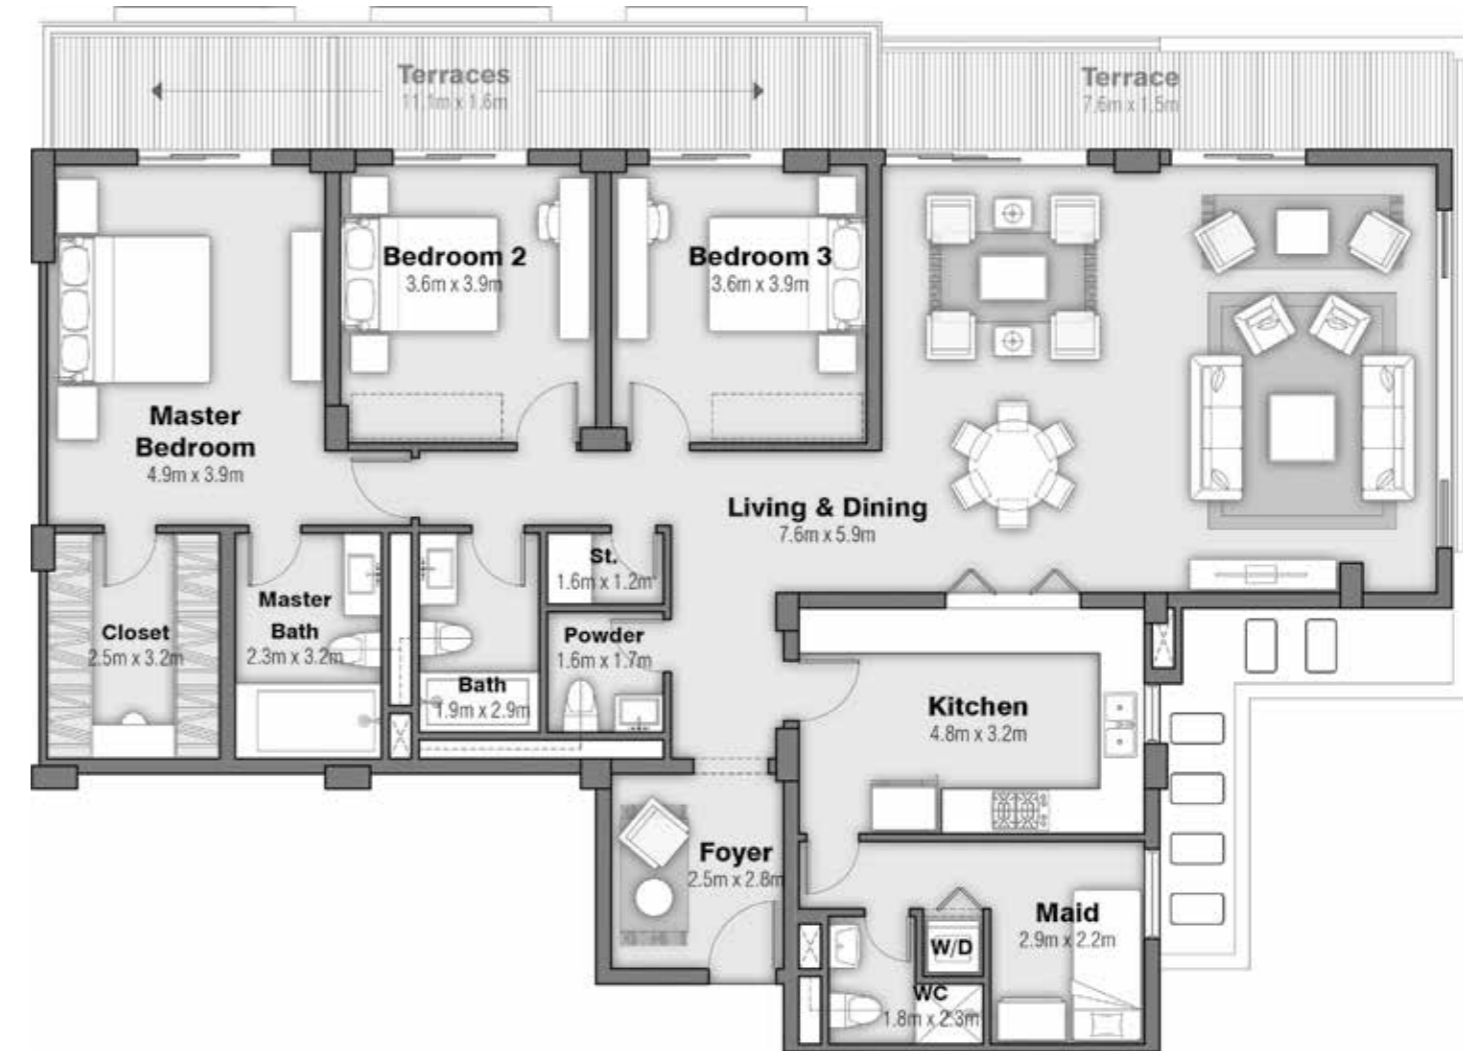 Terraces
11.1m x 1.6m
Terrace
7.6m x 1.5m
Bedroom 2
3.6m x 3.9m
Bedroom 3
3.6m x 3.9m
Master
Bedroom
4.9m x 3.9m
Living & Dining
7.6m x 5.9m
St.
1.6m x 1.2m
Master
Bath
2.3m x 3.2m
Closet
2.5m x 3.2m
Powder
1.6m x 1.7m
Bath
1.9m x 2.9m
Kitchen
4.8m x 3.2m
Foyer
2.5m x 2.8m
Maid
2.9m x 2.2m
W/D
WC
1.8m x 2.3m